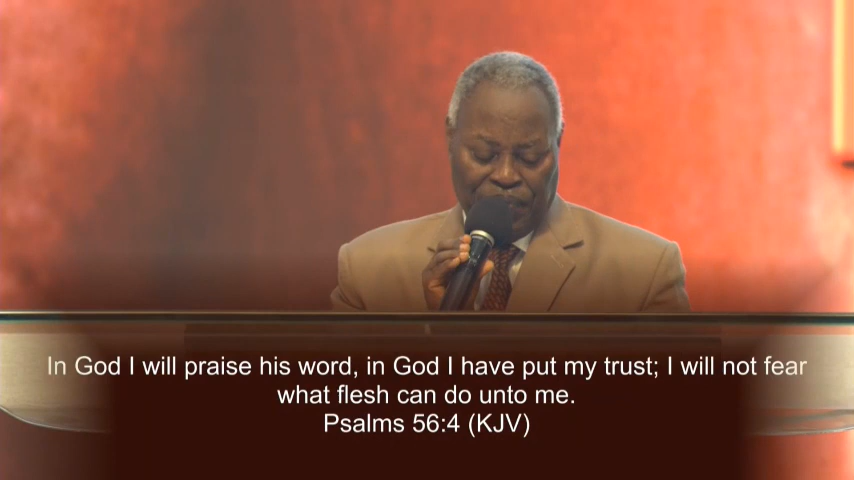 In God I will praise his word, in God I have put my trust; I will not fear
what flesh can do unto me.
Psalms 56:4 (KJV)